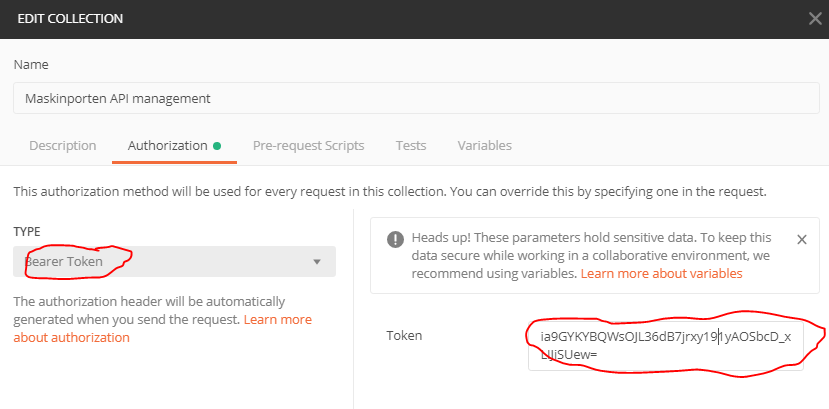 EDIT COLLECTION
Name
Maskinporten API management
Description Authorization Pre-request Scripts Tests Variables
This authorization method will be used for every request in this collection. You can override this by specifying one in the request.
TYPE
Bearer Token
The authorization header will be automatically
generated when you send the request. Learn more
about authorization
Heads up! These parameters hold sensitive data. To keep this
data secure while working in a collaborative environment, we
recommend using variables. Learn more about variables
Token
ia9GYKYBQWsOJL36dB7jrxy191yAOSbcD_x